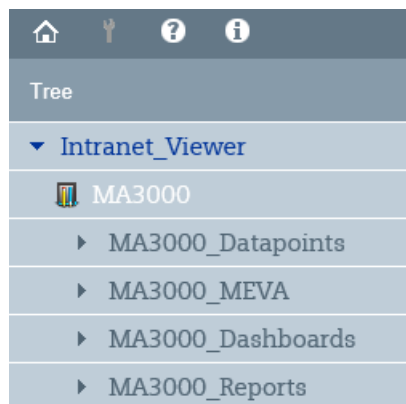 Tree
Intranet_Viewer
MA3000
MA3000_Datapoints
MA3000_MEVA
MA3000_Dashboards
MA3000_Reports